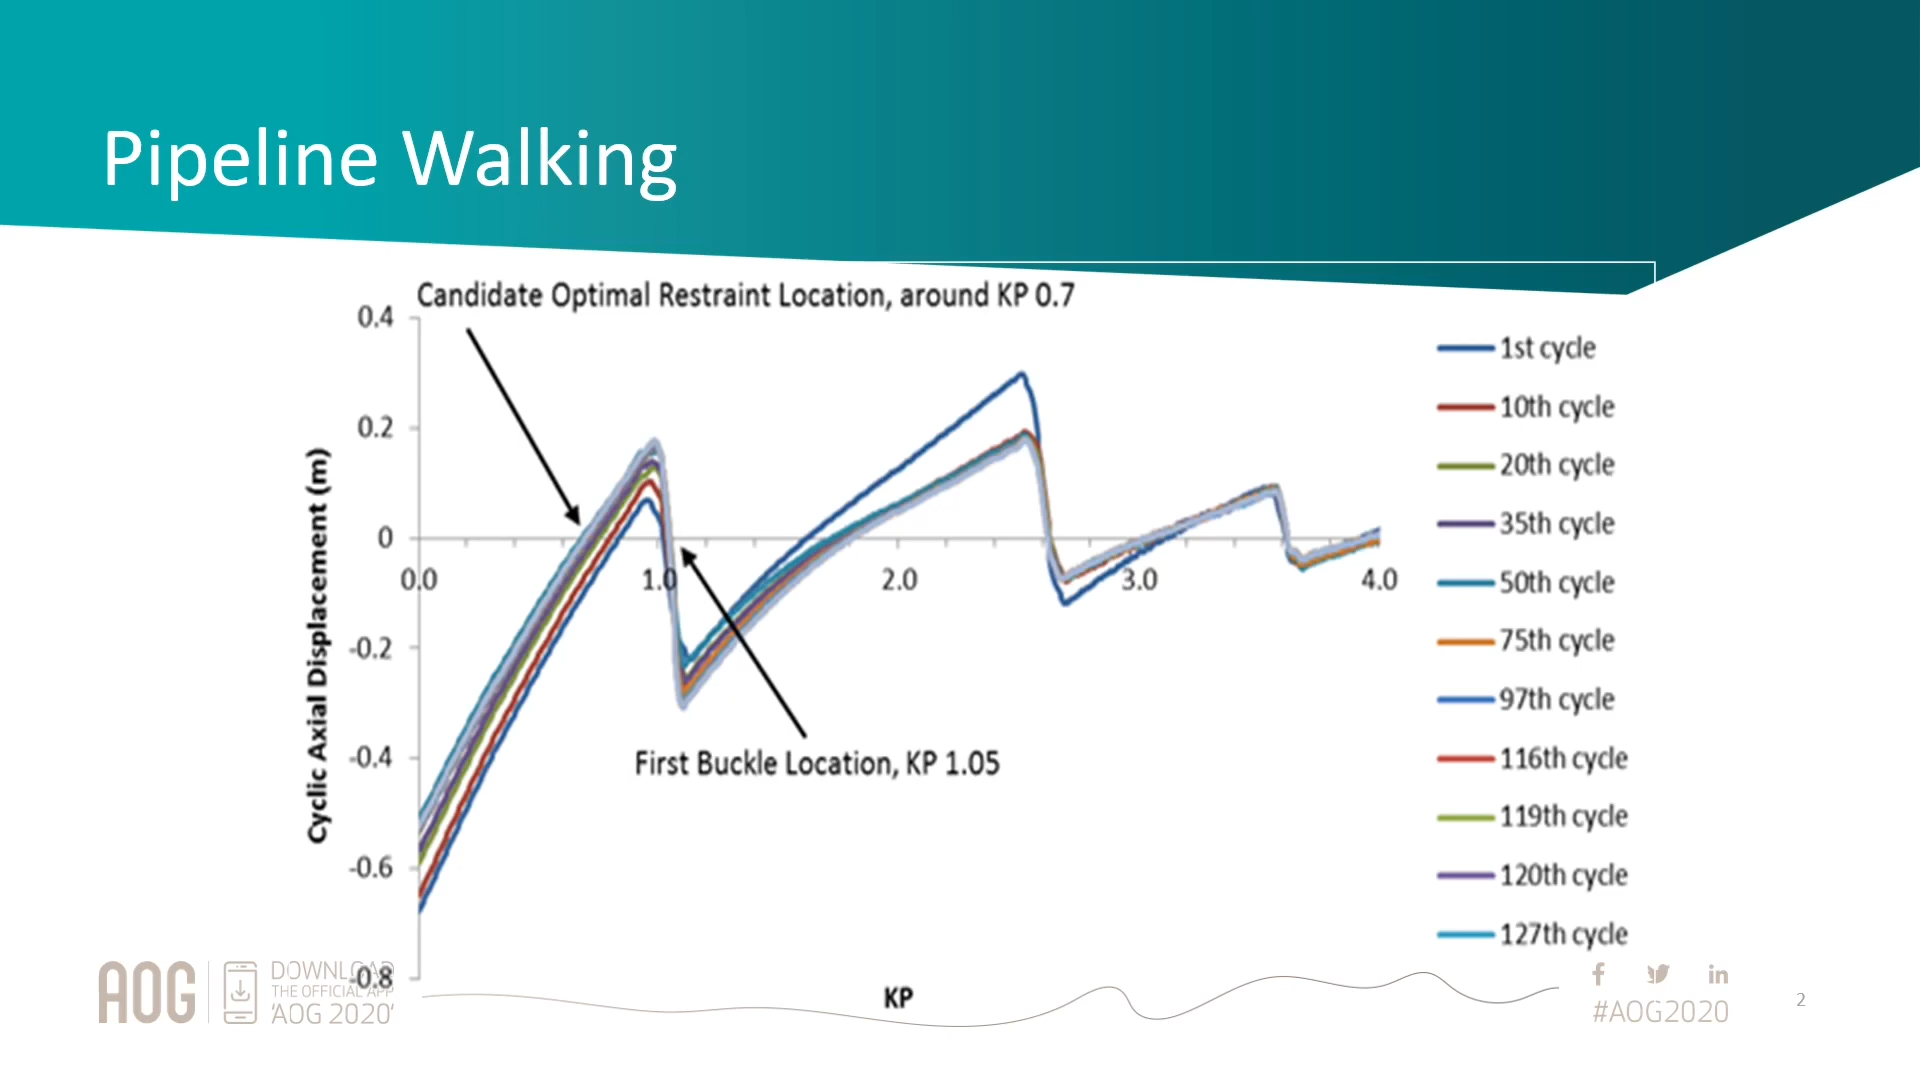 Pipeline Walking
Candidate Optimal Restraint Location, around KP 0.7
0.4
0.2
0
-0.2
-0.4
-0.6
-0.8
Cyclic Axial Displacement (m)
0.0
1.0
2.0
3.0
4.0
First Buckle Location, KP 1.05
KP
1st cycle
10th cycle
20th cycle
35th cycle
50th cycle
75th cycle
97th cycle
116th cycle
119th cycle
120th cycle
127th cycle
AOG
DOWNLOAD
THE OFFICIAL APP
'AOG 2020'
#AOG2020
2